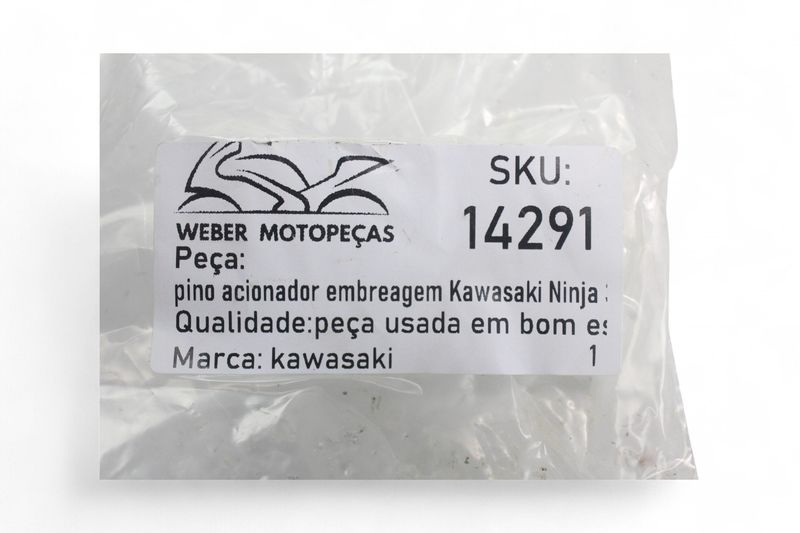 WEBER MOTOPEÇAS
SKU:
14291
Peça:
pino acionador embreagem Kawasaki Ninja
Qualidade:peça usada em bom
Marca: kawasaki
1